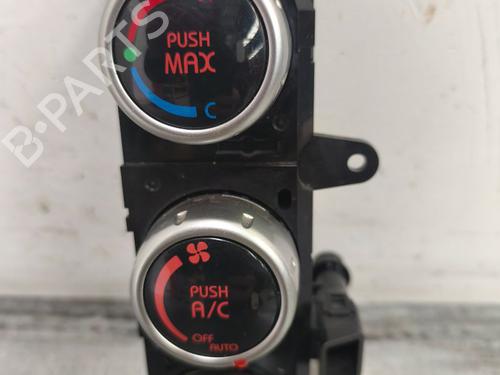 PUSH
MAX
C
B-PARTS
PUSH
A/C
OFF
AUTO